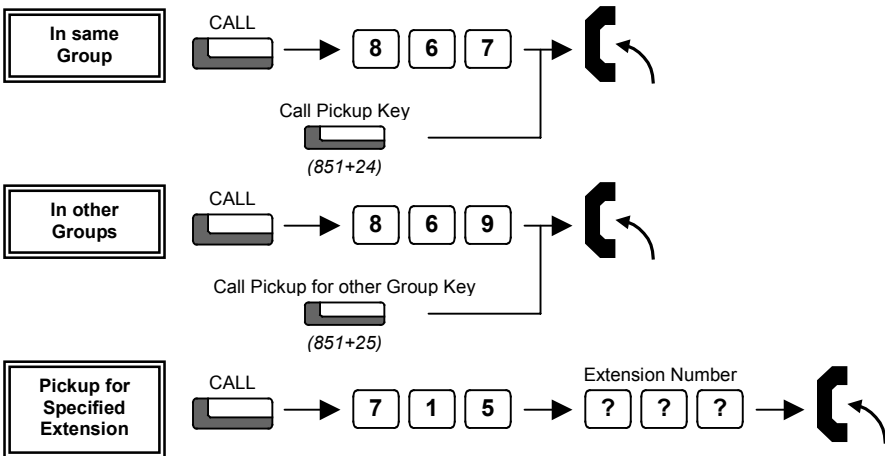 In same
Group
CALL
8 6 7
Call Pickup Key
(851+24)
In other
Groups
CALL
8 6 9
Call Pickup for other Group Key
(851+25)
Pickup for
Specified
Extension
CALL
7 1 5
Extension Number
? ? ?